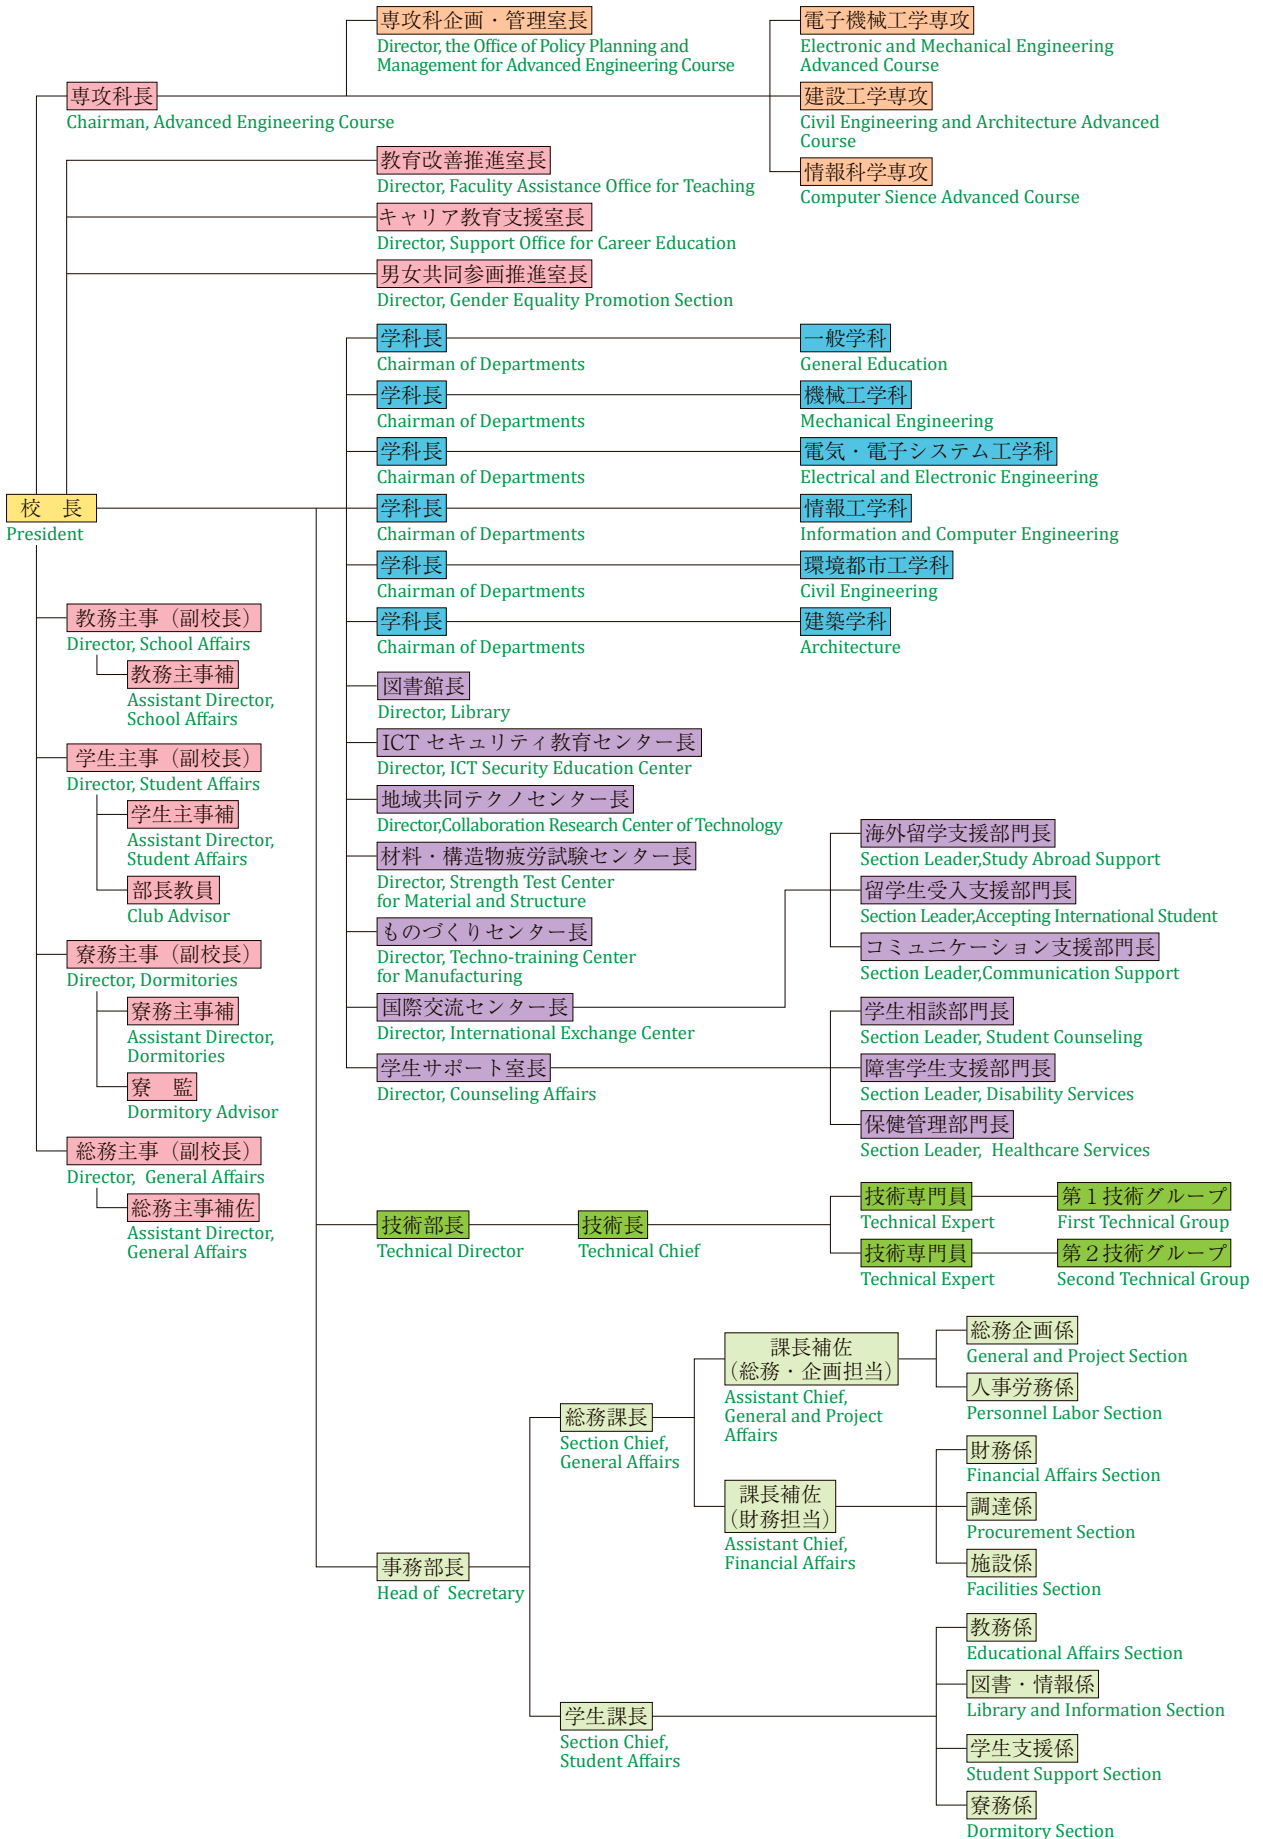 専攻科企画・管理室長
Director, the Office of Policy Planning and
Management for Advanced Engineering Course
電子機械工学専攻
Electronic and Mechanical Engineering
Advanced Course
専攻科長
Chairman, Advanced Engineering Course
建設工学専攻
Civil Engineering and Architecture Advanced
Course
情報科学専攻
Computer Sience Advanced Course
教育改善推進室長
Director, Faculty Assistance Office for Teaching
キャリア教育支援室長
Director, Support Office for Career Education
男女共同参画推進室長
Director, Gender Equality Promotion Section
学科長
Chairman of Departments
一般学科
General Education
学科長
Chairman of Departments
機械工学科
Mechanical Engineering
学科長
Chairman of Departments
電気・電子システム工学科
Electrical and Electronic Engineering
校　長
President
学科長
Chairman of Departments
情報工学科
Information and Computer Engineering
学科長
Chairman of Departments
環境都市工学科
Civil Engineering
学科長
Chairman of Departments
建築学科
Architecture
教務主事（副校長）
Director, School Affairs
教務主事補
Assistant Director,
School Affairs
学生主事（副校長）
Director, Student Affairs
学生主事補
Assistant Director,
Student Affairs
部長教員
Club Advisor
寮務主事（副校長）
Director, Dormitories
寮務主事補
Assistant Director,
Dormitories
寮　監
Dormitory Advisor
総務主事（副校長）
Director, General Affairs
総務主事補佐
Assistant Director,
General Affairs
図書館長
Director, Library
ICT セキュリティ教育センター長
Director, ICT Security Education Center
地域共同テクノセンター長
Director,Collaboration Research Center of Technology
材料・構造物疲労試験センター長
Director, Strength Test Center
for Material and Structure
ものづくりセンター長
Director, Techno-training Center
for Manufacturing
国際交流センター長
Director, International Exchange Center
海外留学支援部門長
Section Leader,Study Abroad Support
留学生受入支援部門長
Section Leader,Accepting International Student
コミュニケーション支援部門長
Section Leader,Communication Support
学生サポート室長
Director, Counseling Affairs
学生相談部門長
Section Leader, Student Counseling
障害学生支援部門長
Section Leader, Disability Services
保健管理部門長
Section Leader, Healthcare Services
技術部長
Technical Director
技術長
Technical Chief
技術専門員
Technical Expert
第１技術グループ
First Technical Group
技術専門員
Technical Expert
第２技術グループ
Second Technical Group
事務部長
Head of Secretary
総務課長
Section Chief,
General Affairs
課長補佐
（総務・企画担当）
Assistant Chief,
General and Project
Affairs
総務企画係
General and Project Section
人事労務係
Personnel Labor Section
課長補佐
（財務担当）
Assistant Chief,
Financial Affairs
財務係
Financial Affairs Section
調達係
Procurement Section
施設係
Facilities Section
学生課長
Section Chief,
Student Affairs
教務係
Educational Affairs Section
図書・情報係
Library and Information Section
学生支援係
Student Support Section
寮務係
Dormitory Section